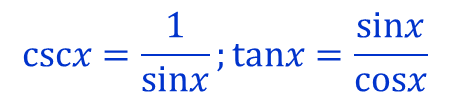 cscx = 1/sinx ; tanx = sinx/cosx